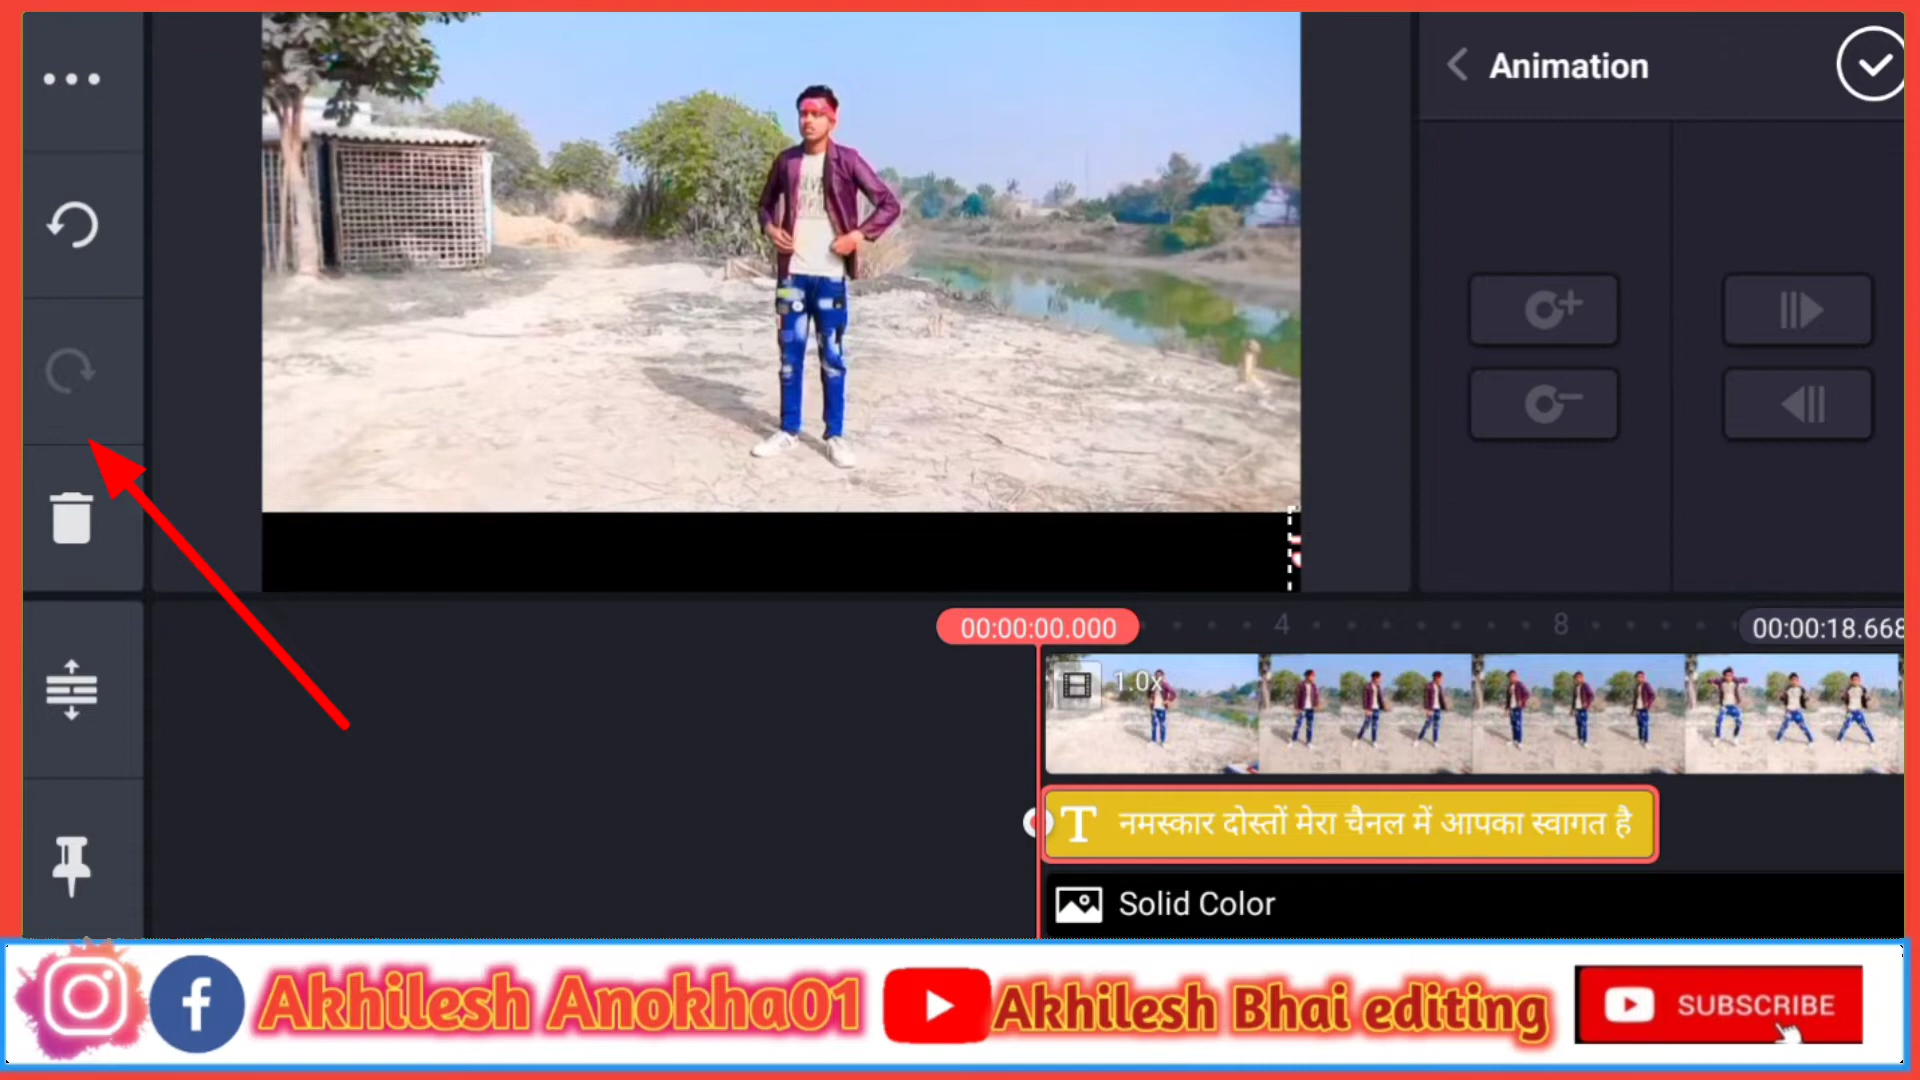 Animation
00:00:00.000
4
8
00:00:18.668
1.0x
T नमस्कार दोस्तों मेरा चैनल में आपका स्वागत है
Solid Color
Akhilesh Anokha01
Akhilesh Bhai editing
SUBSCRIBE